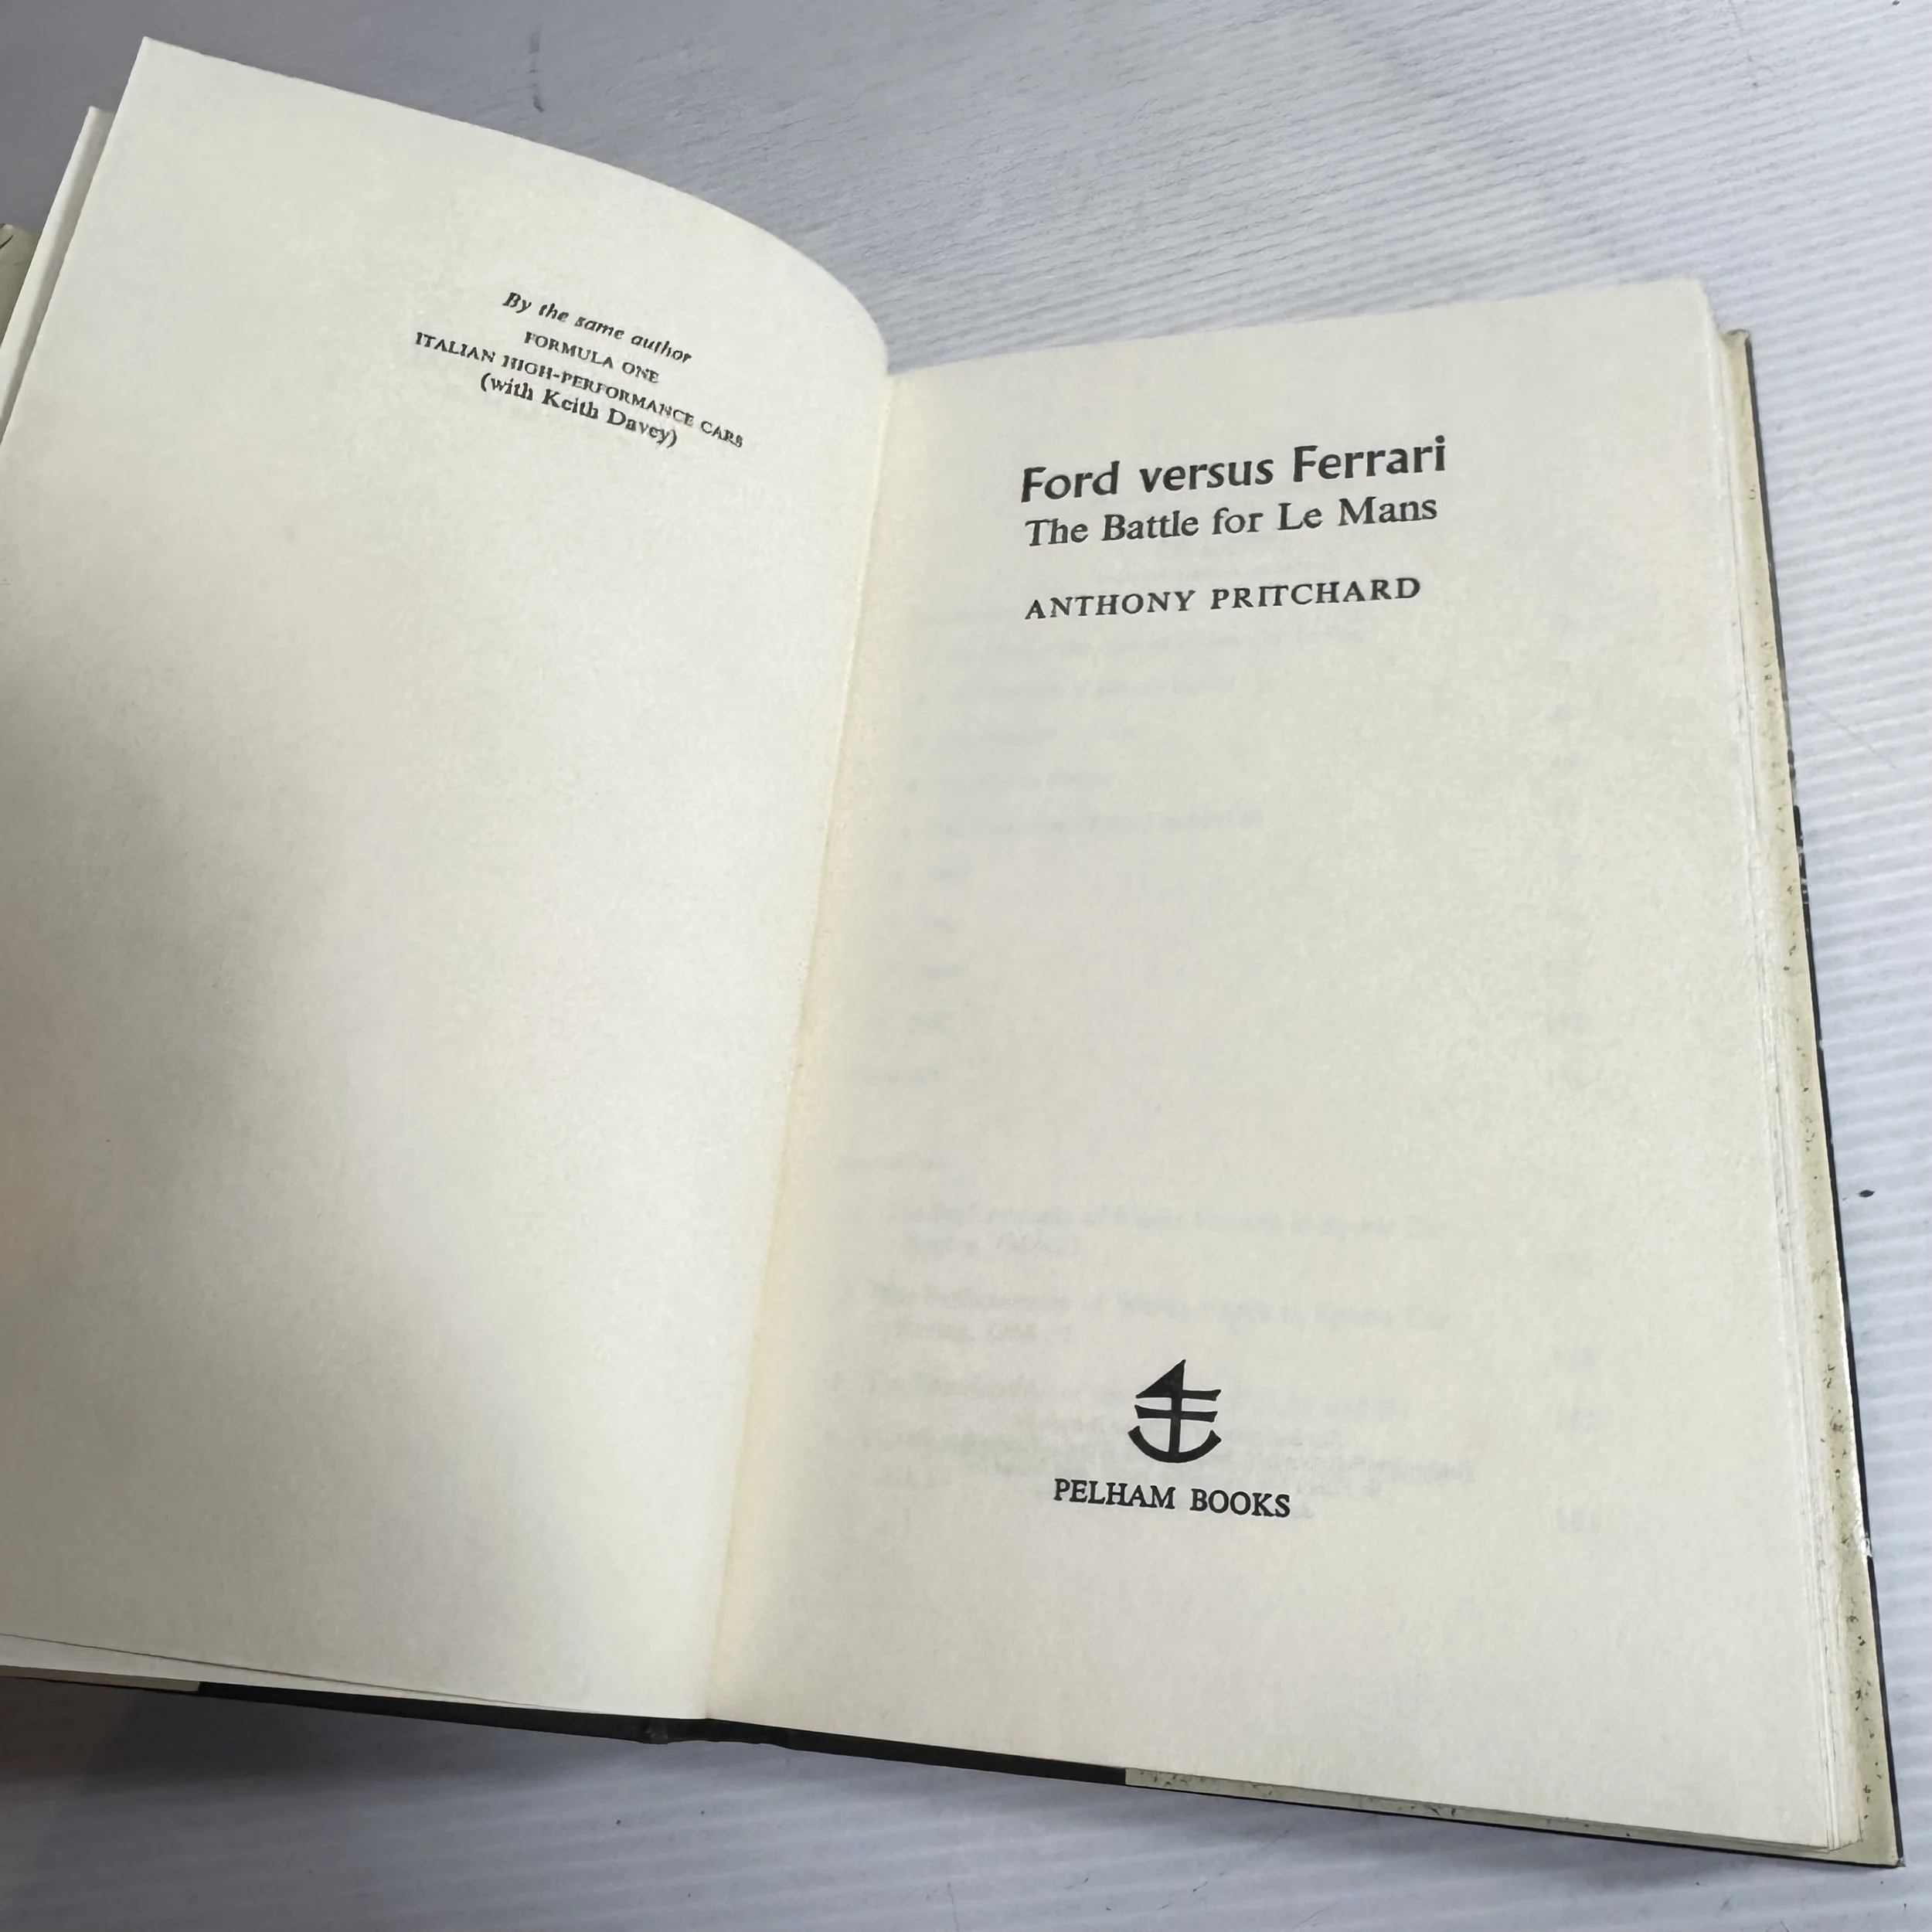 By the same author
FORMULA ONE
ITALIAN HIGH-PERFORMANCE CARS
(with Keith Davey)
Ford versus Ferrari
The Battle for Le Mans
ANTHONY PRITCHARD
PELHAM BOOKS